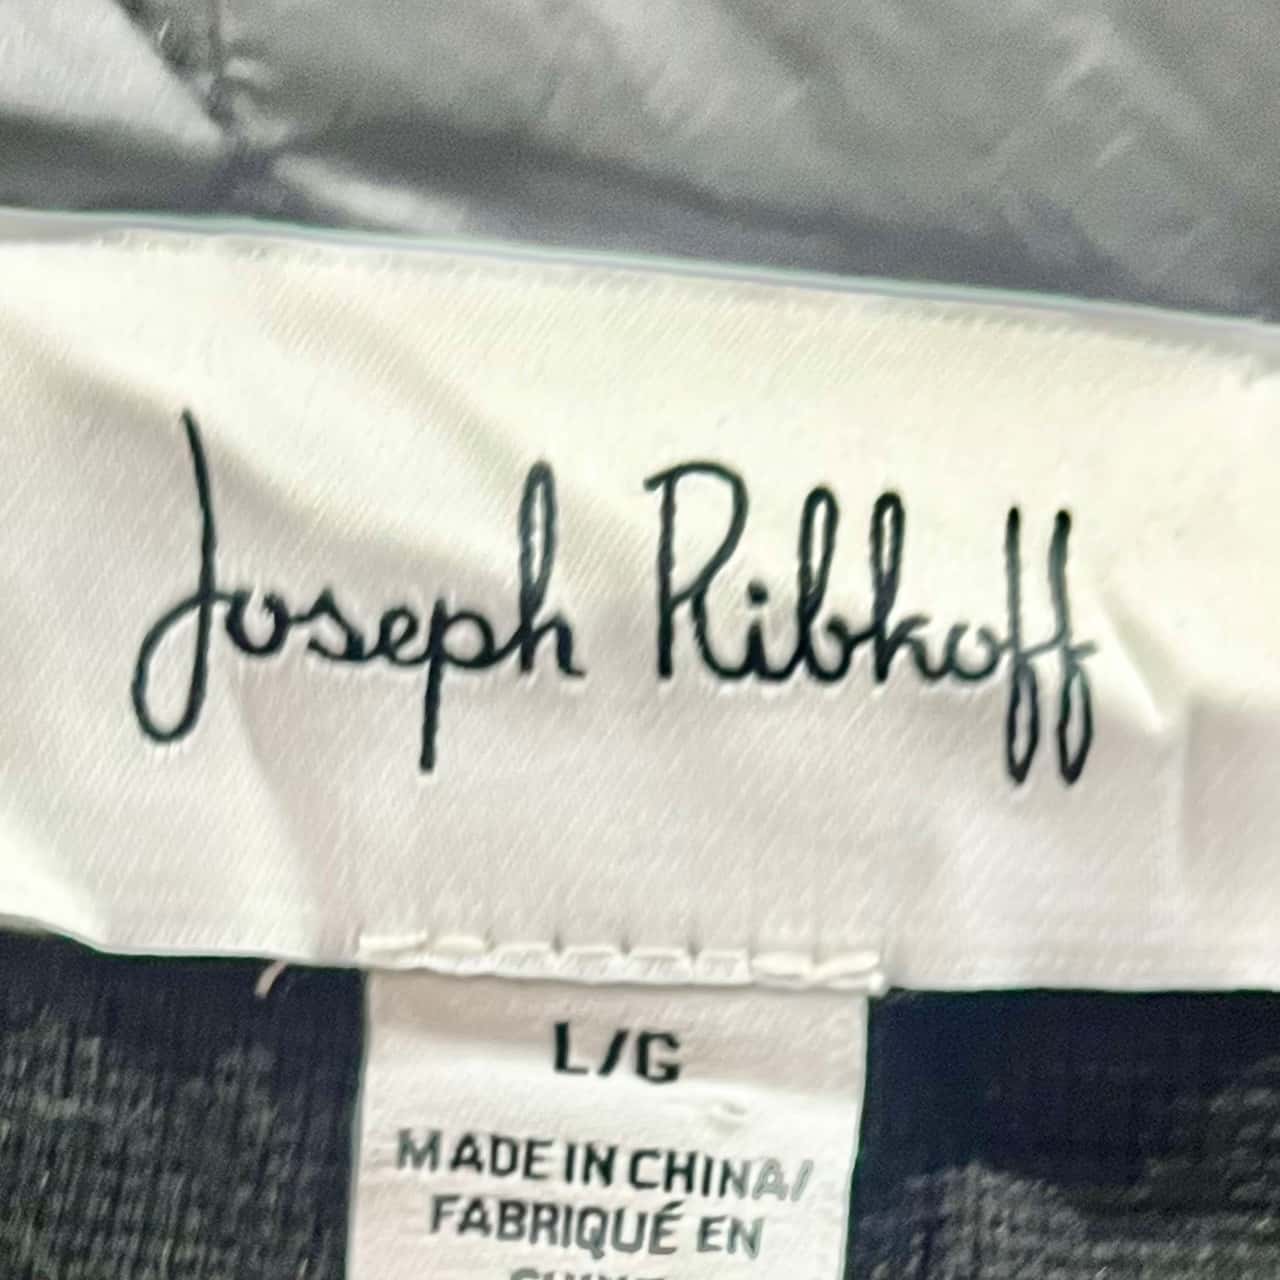 Joseph Ribkoff
L/G
MADE IN CHINA/
FABRIQUÉ EN